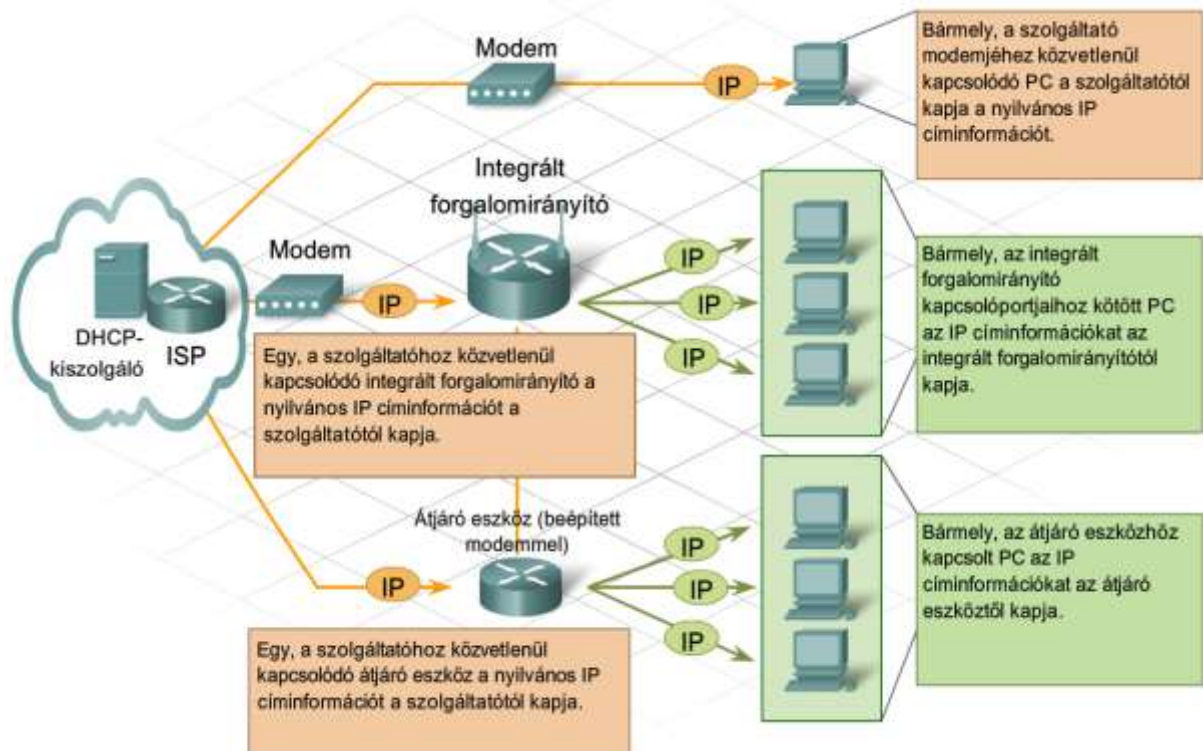 Modem
IP
Bármely, a szolgáltató
modemjéhez közvetlenül
kapcsolódó PC a szolgáltatótól
kapja a nyilvános IP
címinformációt.
Integrált
forgalomirányító
Modem
IP
DHCP-
kiszolgáló
ISP
IP
IP
IP
Egy, a szolgáltatóhoz közvetlenül
kapcsolódó integrált forgalomirányító a
nyilvános IP címinformációt a
szolgáltatótól kapja.
Bármely, az integrált
forgalomirányító
kapcsolóportjaihoz kötött PC
az IP címinformációkat az
integrált forgalomirányítótól
kapja.
Átjáró eszköz (beépített
modemmel)
IP
IP
IP
IP
Bármely, az átjáró eszközhöz
kapcsolt PC az IP
címinformációkat az átjáró
eszköztől kapja.
Egy, a szolgáltatóhoz közvetlenül
kapcsolódó átjáró eszköz a nyilvános IP
címinformációt a szolgáltatótól kapja.